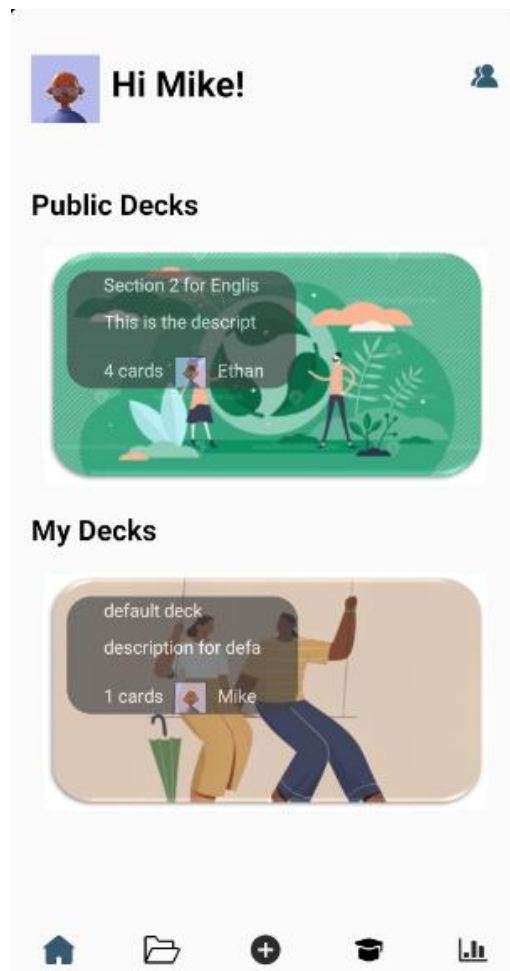 Hi Mike!
Public Decks
Section 2 for Englis
This is the descript
4 cards Ethan
My Decks
default deck
description for defa
1 cards Mike